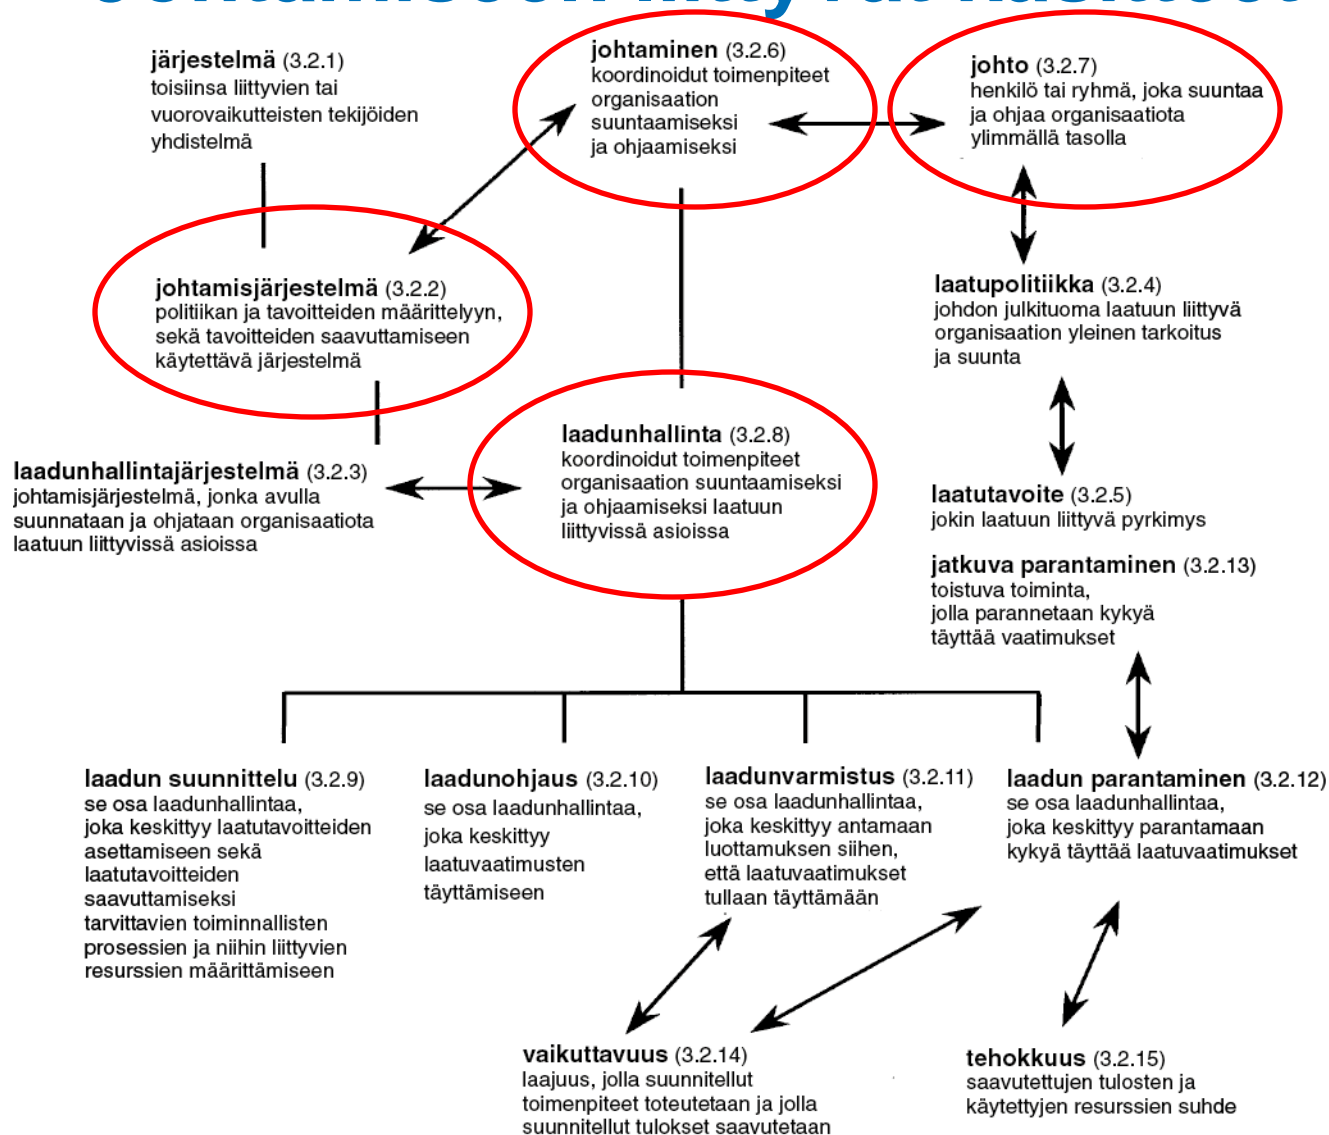 järjestelmä (3.2.1)
toisiinsa liittyvien tai
vuorovaikutteisten tekijöiden
yhdistelmä
johtaminen (3.2.6)
koordinoidut toimenpiteet
organisaation
suuntaamiseksi
ja ohjaamiseksi
johto (3.2.7)
henkilö tai ryhmä, joka suuntaa
ja ohjaa organisaatiota
ylimmällä tasolla
johtamisjärjestelmä (3.2.2)
politiikan ja tavoitteiden määrittelyyn,
sekä tavoitteiden saavuttamiseen
käytettävä järjestelmä
laatupolitiikka (3.2.4)
johdon julkituoma laatuun liittyvä
organisaation yleinen tarkoitus
ja suunta
laadunhallintajärjestelmä (3.2.3)
johtamisjärjestelmä, jonka avulla
suunnataan ja ohjataan organisaatiota
laatuun liittyvissä asioissa
laadunhallinta (3.2.8)
koordinoidut toimenpiteet
organisaation suuntaamiseksi
ja ohjaamiseksi laatuun
liittyvissä asioissa
laatutavoite (3.2.5)
jokin laatuun liittyvä pyrkimys
jatkuva parantaminen (3.2.13)
toistuva toiminta,
jolla parannetaan kykyä
täyttää vaatimukset
laadun suunnittelu (3.2.9)
se osa laadunhallintaa,
joka keskittyy laatutavoitteiden
asettamiseen sekä
laatutavoitteiden
saavuttamiseksi
tarvittavien toiminnallisten
prosessien ja niihin liittyvien
resurssien määrittämiseen
laadunohjaus (3.2.10)
se osa laadunhallintaa,
joka keskittyy
laatuvaatimusten
täyttämiseen
laadunvarmistus (3.2.11)
se osa laadunhallintaa,
joka keskittyy antamaan
luottamuksen siihen,
että laatuvaatimukset
tullaan täyttämään
laadun parantaminen (3.2.12)
se osa laadunhallintaa,
joka keskittyy parantamaan
kykyä täyttää laatuvaatimukset
vaikuttavuus (3.2.14)
laajuus, jolla suunnitellut
toimenpiteet toteutetaan ja jolla
suunnitellut tulokset saavutetaan
tehokkuus (3.2.15)
saavutettujen tulosten ja
käytettyjen resurssien suhde